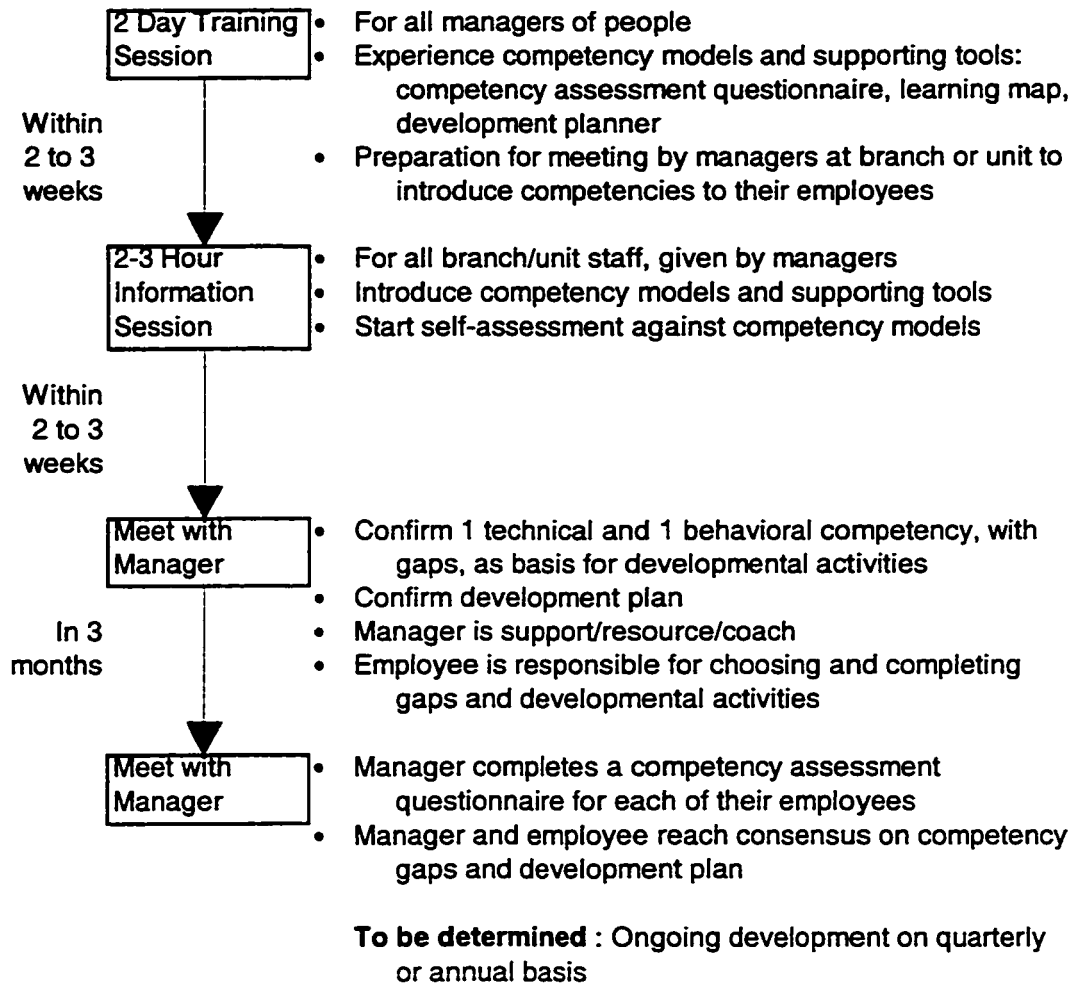 2 Day Training
Session
• For all managers of people
• Experience competency models and supporting tools:
competency assessment questionnaire, learning map,
development planner
• Preparation for meeting by managers at branch or unit to
introduce competencies to their employees
Within
2 to 3
weeks
2-3 Hour
Information
Session
• For all branch/unit staff, given by managers
• Introduce competency models and supporting tools
• Start self-assessment against competency models
Within
2 to 3
weeks
Meet with
Manager
• Confirm 1 technical and 1 behavioral competency, with
gaps, as basis for developmental activities
• Confirm development plan
• Manager is support/resource/coach
• Employee is responsible for choosing and completing
gaps and developmental activities
In 3
months
Meet with
Manager
• Manager completes a competency assessment
questionnaire for each of their employees
• Manager and employee reach consensus on competency
gaps and development plan
To be determined : Ongoing development on quarterly
or annual basis